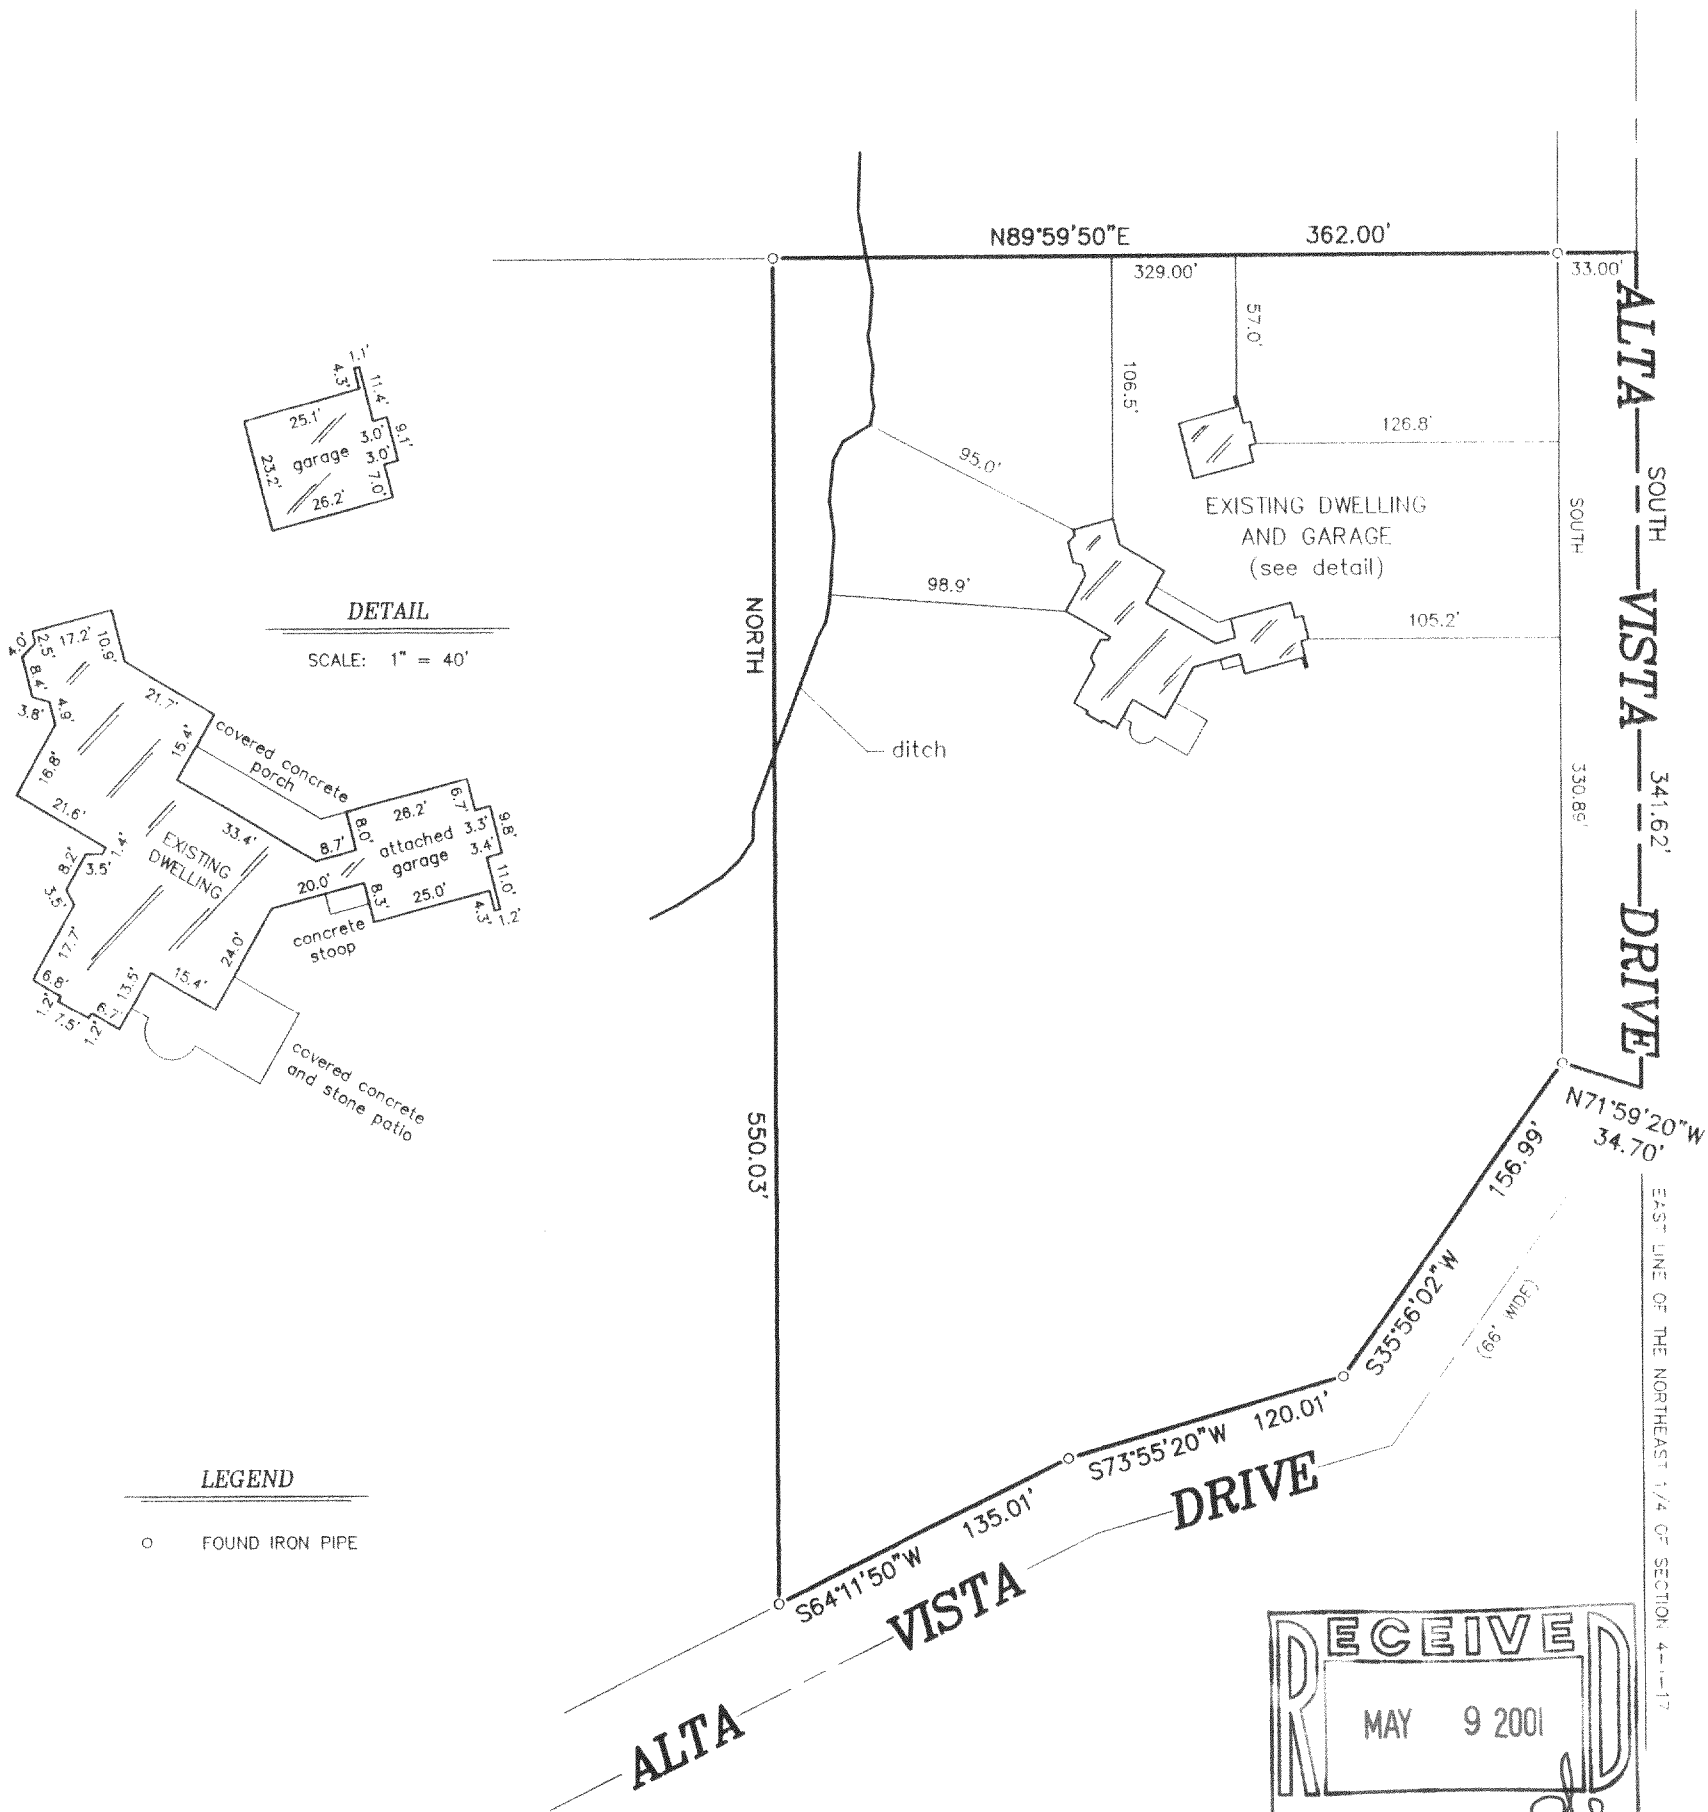 N89°59'50"E 362.00'
329.00'
33.00'
57.0'
106.5'
126.8'
95.0'
98.9'
105.2'
EXISTING DWELLING
AND GARAGE
(see detail)
ditch
NORTH
550.03'
SOUTH
330.89'
ALTA VISTA DRIVE
SOUTH 341.62'
N71°59'20"W
34.70'
156.99'
S35°56'02"W
(66' WIDE)
S73°55'20"W 120.01'
S64°11'50"W 135.01'
ALTA VISTA DRIVE
EAST LINE OF THE NORTHEAST 1/4 OF SECTION 4-1-17
1.1'
4.3'
11.4'
25.1'
3.0'
9.1'
garage
3.0'
23.2'
7.0'
26.2'
DETAIL
SCALE: 1" = 40'
4.0'
2.5'
17.2'
10.9'
8.4'
4.9'
3.8'
21.7'
15.4'
covered concrete
porch
16.8'
21.6'
33.4'
8.7'
8.0'
26.2'
6.7'
3.3'
9.8'
attached
garage
3.4'
EXISTING
DWELLING
1.4'
3.5'
8.2'
3.5'
20.0'
8.3'
25.0'
11.0'
4.3'
1.2'
concrete
stoop
17.7'
24.0'
15.4'
13.5'
6.8'
1.2'
7.5'
1.2'
6.7'
covered concrete
and stone patio
LEGEND
FOUND IRON PIPE
RECEIVED
MAY 9 2001